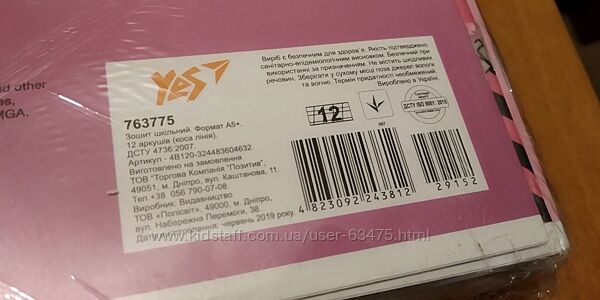 nd other
es,
MGA.
Yes
763775
Зошит шкільний. Формат А5+.
12 аркушів (коса лінія).
ДСТУ 4736:2007
Артикул - 4B120-324483604632.
Виготовлено на замовлення
ТОВ "Торгова Компанія "Позитив",
49051, м. Дніпро, вул. Каштанова, 11.
Тел.+38 056 790-07-08.
Виробник: Видавництво
ТОВ «Полісвіт», 49000, м. Дніпро,
вул. Набережна Перемоги, 38.
Дата виготовлення: червень 2019 року.
Виріб є безпечним для здоров`я. Якість підтверджено
санітарно-епідеміологічним висновком. Безпечний при
використанні за призначенням. Не містить шкідливих
речовин. Зберігати у сухому місці поза джерел вологи
та вогню. Термін придатності необмежений.
Вироблено в Україні.
12
067
ДСТУ ISO 9001:2015
4 823092 243812
29152
www.kidstaff.com.ua/user-63475.html